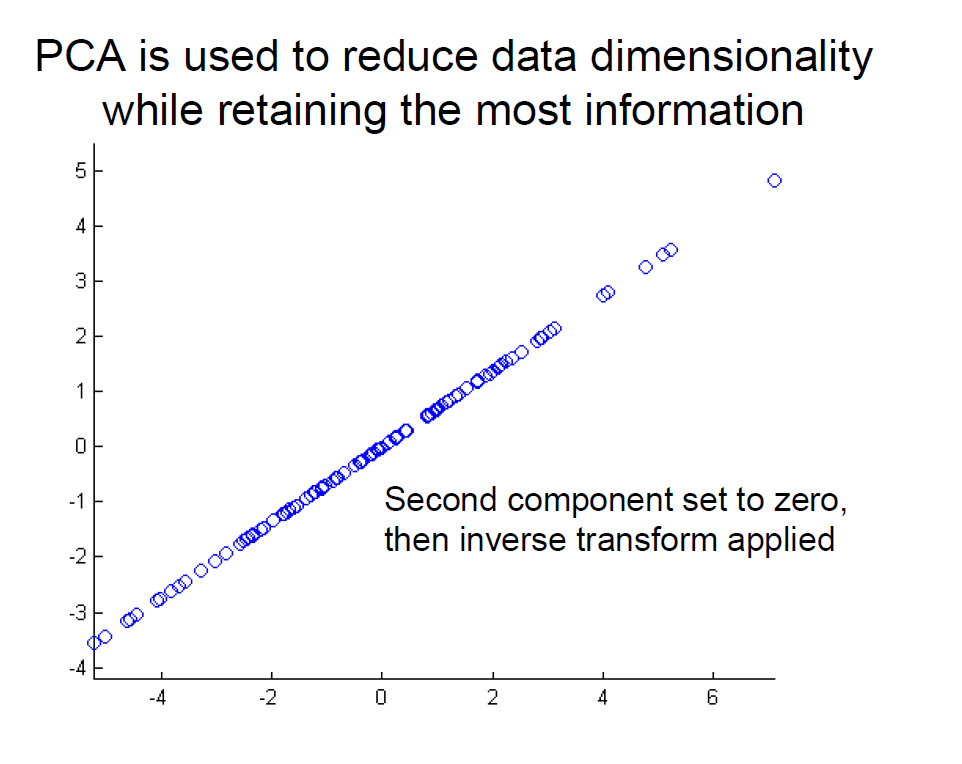 PCA is used to reduce data dimensionality
while retaining the most information
5
4
3
2
1
0
-1
-2
-3
-4
Second component set to zero,
then inverse transform applied
-4 -2 0 2 4 6